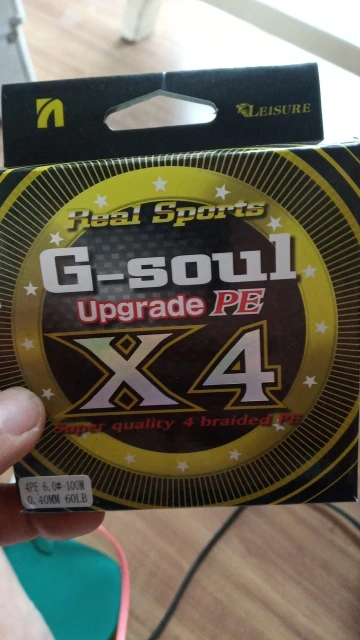 LEISURE
Real Sports
G-soul
Upgrade PE
X4
Super quality 4 braided PE
4PE 6.0# 100M
0.40MM 60LB